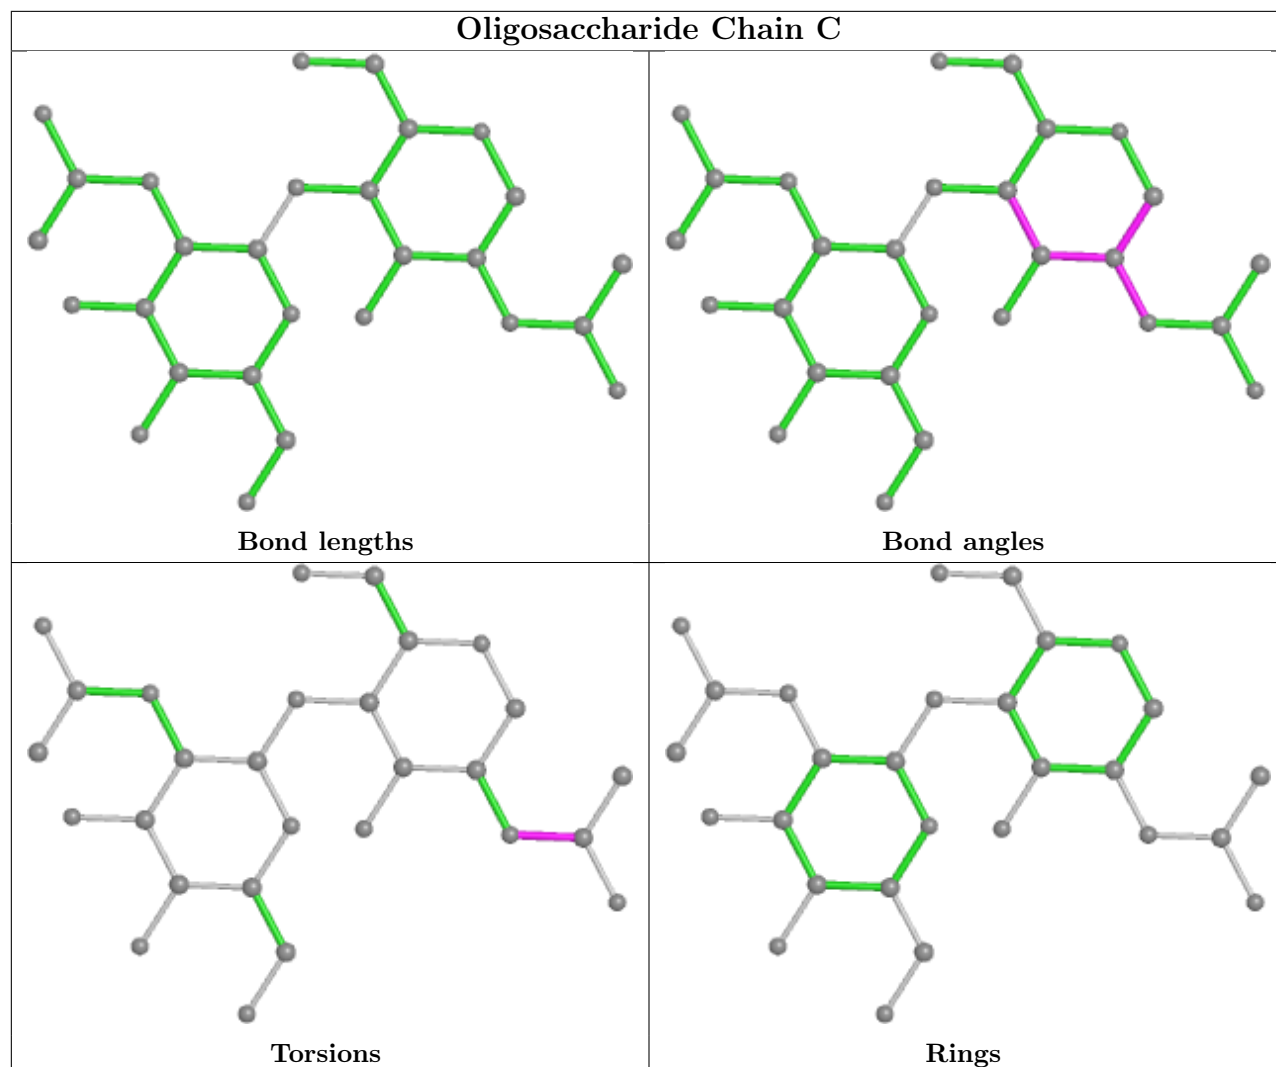 Oligosaccharide Chain C
Bond lengths
Bond angles
Torsions
Rings